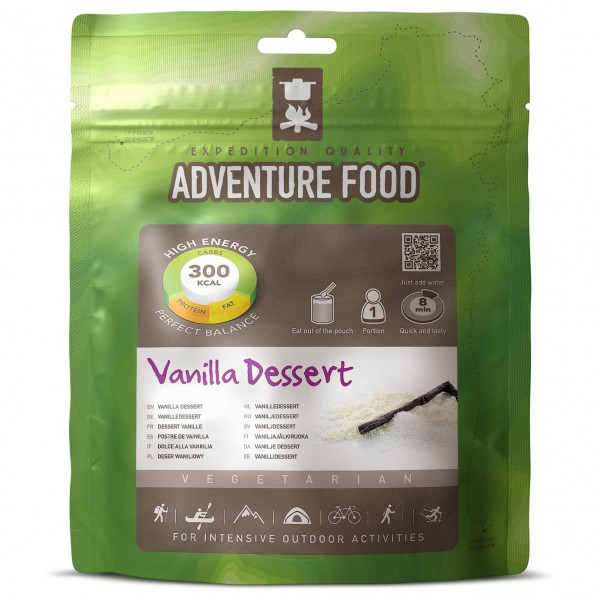 EXPEDITION QUALITY
ADVENTURE FOOD®
HIGH ENERGY
CARBS
300
KCAL
PROTEIN
FAT
PERFECT BALANCE
Just add water
1
8
min
Eat out of the pouch
Portion
Quick and tasty
Vanilla Dessert
EN VANILLA DESSERT
DE VANILLEDESSERT
FR DESSERT VANILLE
ES POSTRE DE VAINILLA
IT DOLCE ALLA VANIGLIA
PL DESER WANILIOWY
NL VANILLEDESSERT
NO VANILJEDESSERT
SV VANILJDESSERT
FI VANILJAJÄLKIRUOKA
DA VANILJE DESSERT
EE VANILLIDESSERT
VEGETARIAN
FOR INTENSIVE OUTDOOR ACTIVITIES